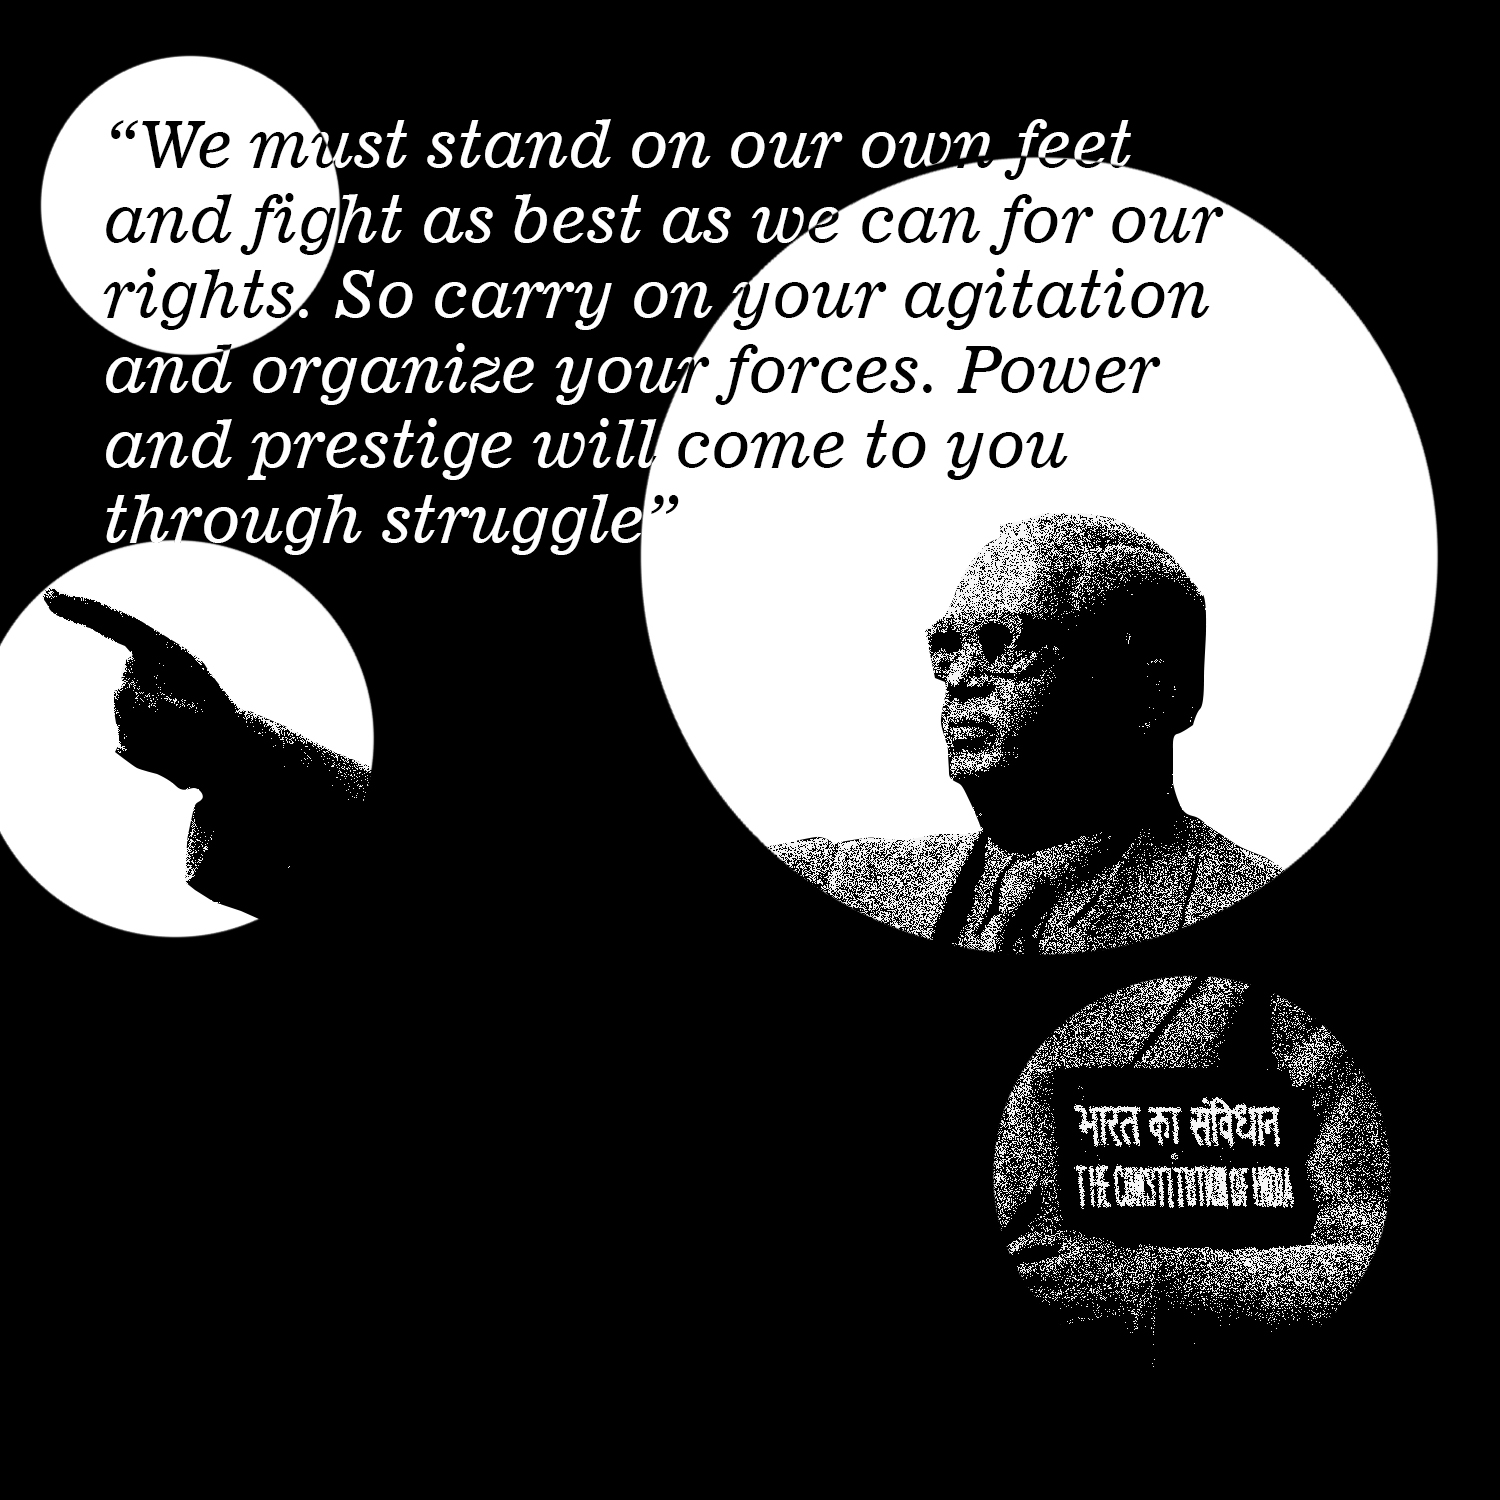 “We must stand on our own feet
and fight as best as we can for our
rights. So carry on your agitation
and organize your forces. Power
and prestige will come to you
through struggle”
भारत का संविधान
THE CONSTITUTION OF INDIA